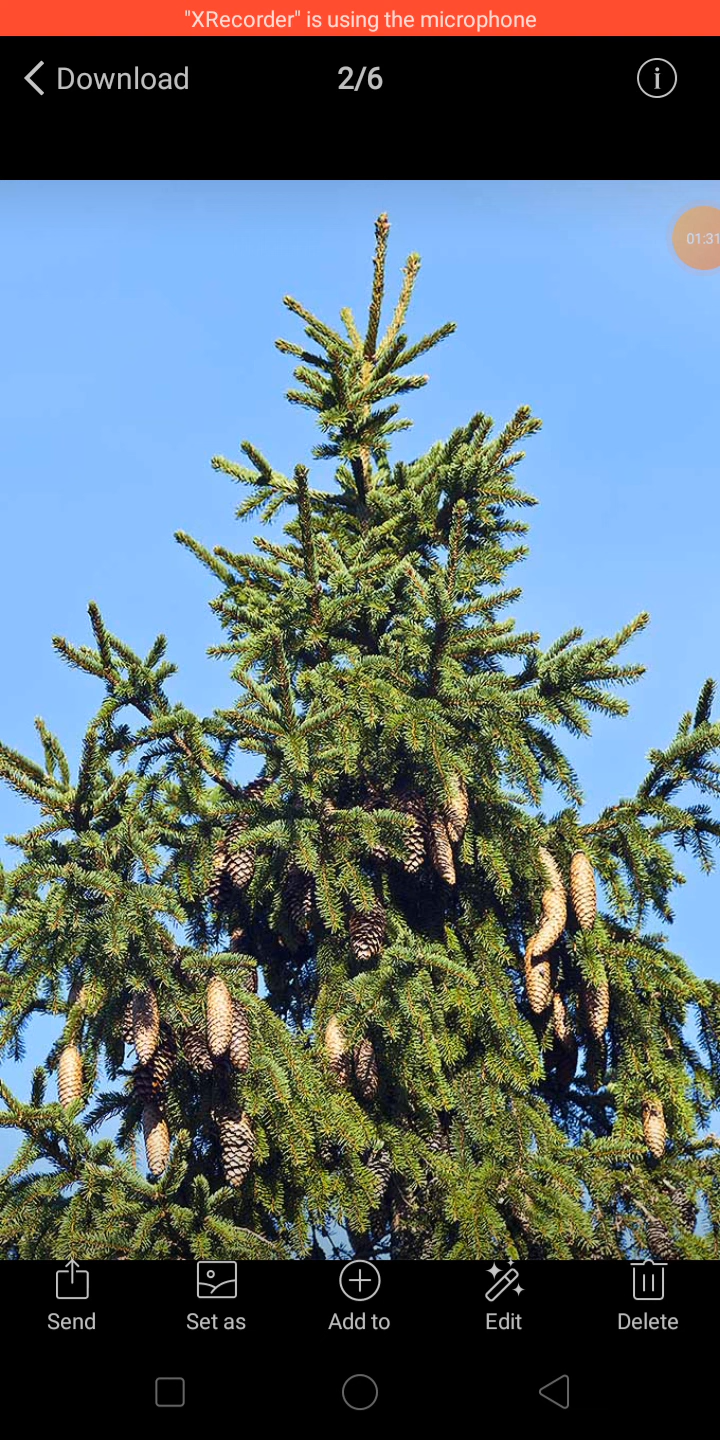 "XRecorder" is using the microphone
Download
2/6
01:31
Send
Set as
Add to
Edit
Delete